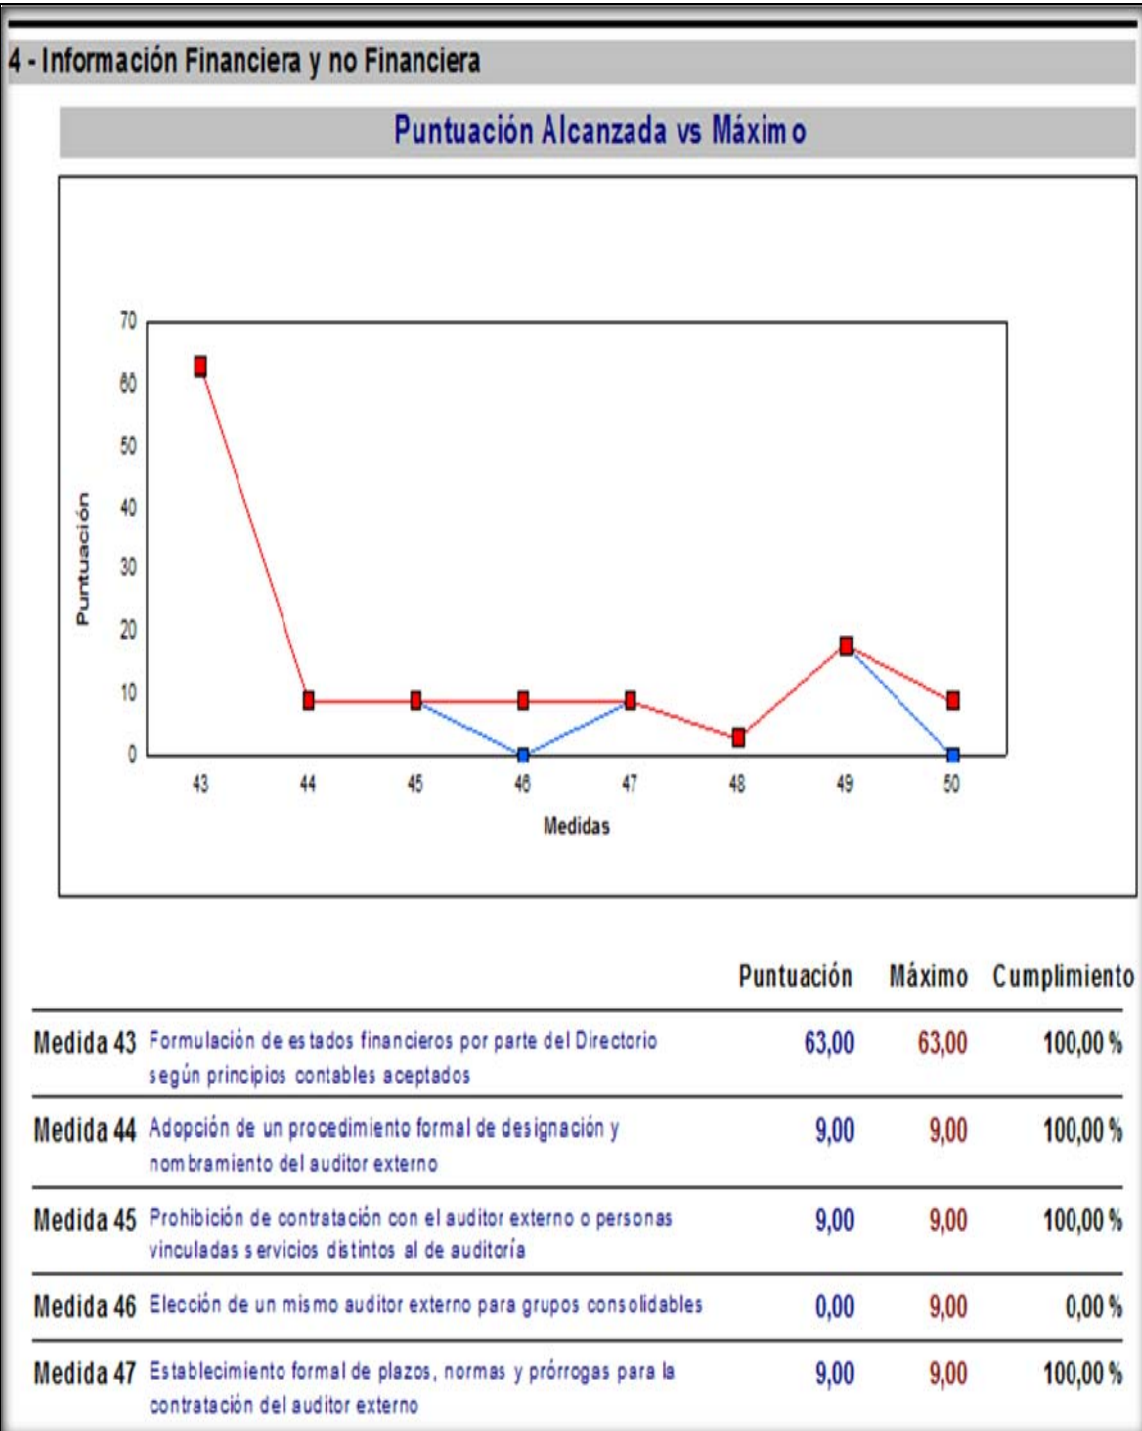 4 - Información Financiera y no Financiera
Puntuación Alcanzada vs Máximo
70
60
50
40
30
20
10
0
Puntuación
43 44 45 46 47 48 49 50
Medidas
Puntuación Máximo Cumplimiento
Medida 43 Formulación de estados financieros por parte del Directorio 63,00 63,00 100,00 %
según principios contables aceptados
Medida 44 Adopción de un procedimiento formal de designación y 9,00 9,00 100,00 %
nombramiento del auditor externo
Medida 45 Prohibición de contratación con el auditor externo o personas 9,00 9,00 100,00 %
vinculadas servicios distintos al de auditoría
Medida 46 Elección de un mismo auditor externo para grupos consolidables 0,00 9,00 0,00 %
Medida 47 Establecimiento formal de plazos, normas y prórrogas para la 9,00 9,00 100,00 %
contratación del auditor externo